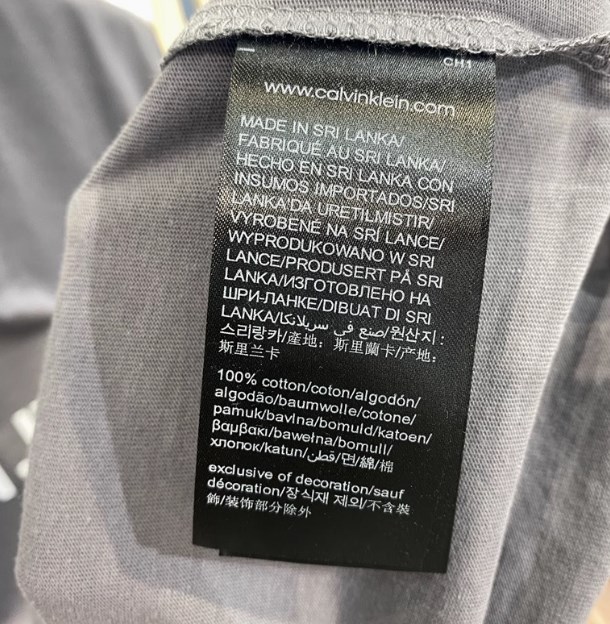 CH1
www.calvinklein.com
MADE IN SRI LANKA/
FABRIQUÉ AU SRI LANKA/
HECHO EN SRI LANKA CON
INSUMOS IMPORTADOS/SRI
LANKA'DA URETILMISTIR/
VYROBENÉ NA SRÍ LANCE/
WYPRODUKOWANO W SRI
LANCE/PRODUSERT PÅ SRI
LANKA/ИЗГОТОВЛЕНО НА
ШРИ-ЛАНКЕ/DIBUAT DI SRI
LANKA/صنع في سريلانكا/원산지:
스리랑카/產地：斯里蘭卡/产地：
斯里兰卡
100% cotton/coton/algodón/
algodão/baumwolle/cotone/
pamuk/bavlna/bomuld/katoen/
βαμβακι/bawełna/bomull/
хлопок/katun/قطن/면/綿/棉
exclusive of decoration/sauf
décoration/장식재 제외/不含裝
飾/装饰部分除外